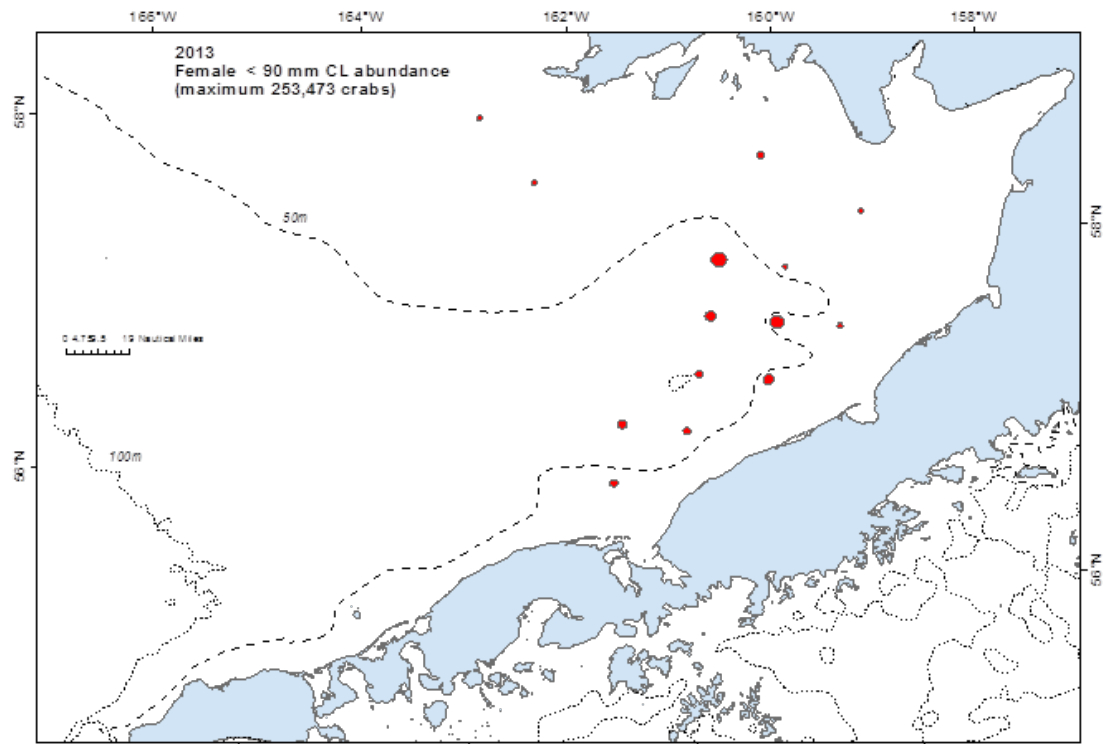 166°W 164°W 162°W 160°W 158°W
2013
Female < 90 mm CL abundance
(maximum 253,473 crabs)
58°N
58°N
50m
19 Nautical Miles
100m
56°N
56°N